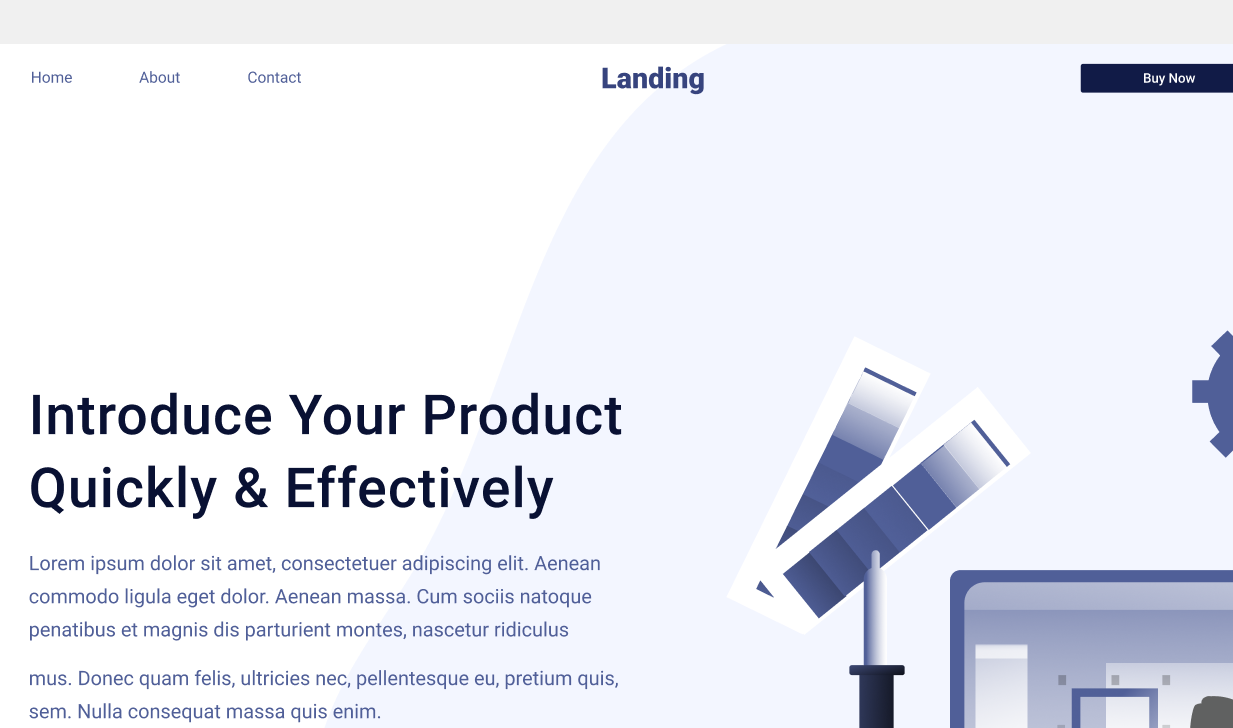 Home About Contact Landing Buy Now
Introduce Your Product
Quickly & Effectively
Lorem ipsum dolor sit amet, consectetuer adipiscing elit. Aenean
commodo ligula eget dolor. Aenean massa. Cum sociis natoque
penatibus et magnis dis parturient montes, nascetur ridiculus
mus. Donec quam felis, ultricies nec, pellentesque eu, pretium quis,
sem. Nulla consequat massa quis enim.